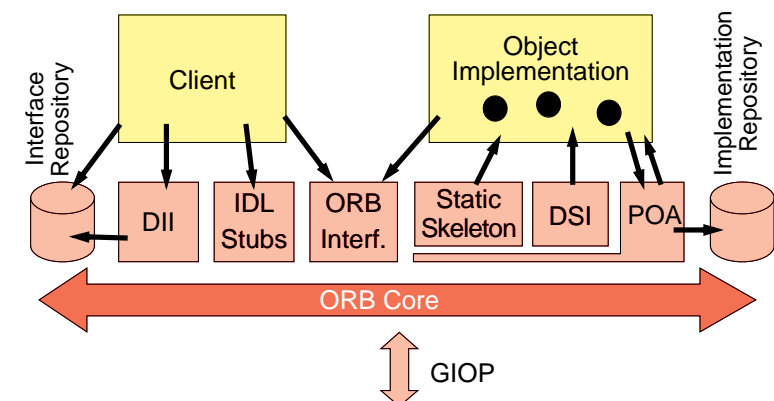 Interface
Repository
Client
Object
Implementation
Implementation
Repository
DII
IDL
Stubs
ORB
Interf.
Static
Skeleton
DSI
POA
ORB Core
GIOP